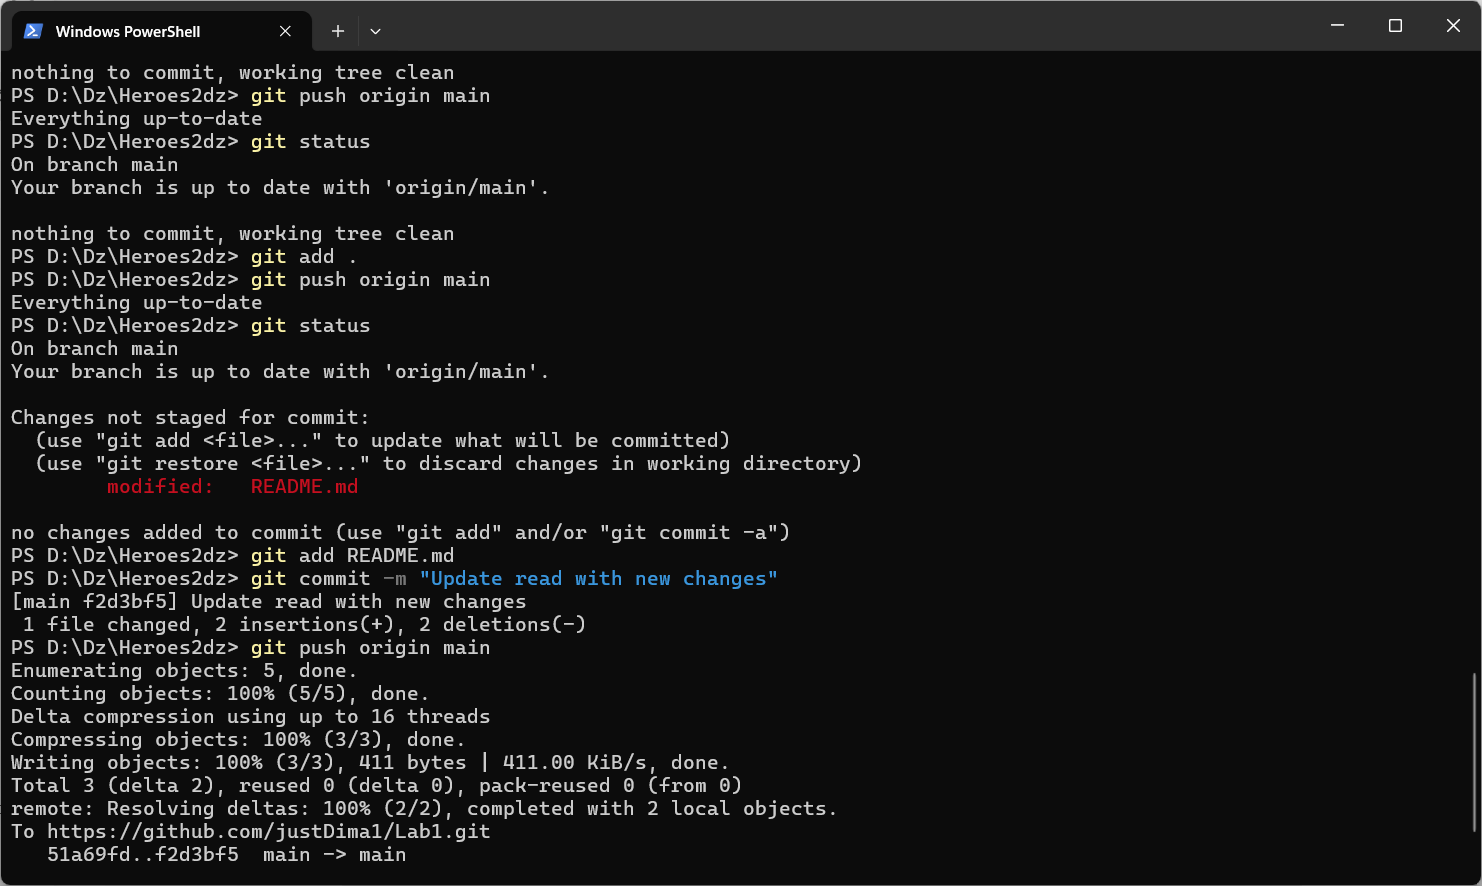 Windows PowerShell
nothing to commit, working tree clean
PS D:\Dz\Heroes2dz> git push origin main
Everything up-to-date
PS D:\Dz\Heroes2dz> git status
On branch main
Your branch is up to date with 'origin/main'.

nothing to commit, working tree clean
PS D:\Dz\Heroes2dz> git add .
PS D:\Dz\Heroes2dz> git push origin main
Everything up-to-date
PS D:\Dz\Heroes2dz> git status
On branch main
Your branch is up to date with 'origin/main'.

Changes not staged for commit:
  (use "git add <file>..." to update what will be committed)
  (use "git restore <file>..." to discard changes in working directory)
        modified:   README.md

no changes added to commit (use "git add" and/or "git commit -a")
PS D:\Dz\Heroes2dz> git add README.md
PS D:\Dz\Heroes2dz> git commit -m "Update read with new changes"
[main f2d3bf5] Update read with new changes
 1 file changed, 2 insertions(+), 2 deletions(-)
PS D:\Dz\Heroes2dz> git push origin main
Enumerating objects: 5, done.
Counting objects: 100% (5/5), done.
Delta compression using up to 16 threads
Compressing objects: 100% (3/3), done.
Writing objects: 100% (3/3), 411 bytes | 411.00 KiB/s, done.
Total 3 (delta 2), reused 0 (delta 0), pack-reused 0 (from 0)
remote: Resolving deltas: 100% (2/2), completed with 2 local objects.
To https://github.com/justDima1/Lab1.git
   51a69fd..f2d3bf5  main -> main